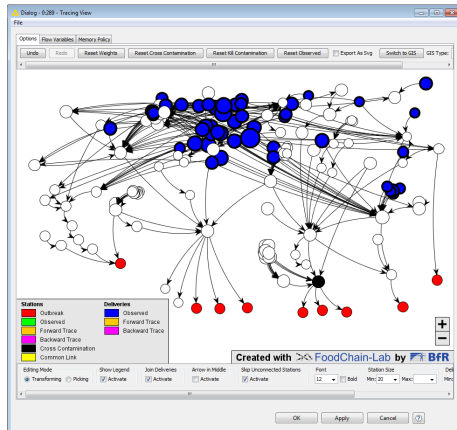 Dialog - 0:289 - Tracing View
File
Options Flow Variables Memory Policy
Undo Redo Reset Weights Reset Cross Contamination Reset Kill Contamination Reset Observed Export As Svg Switch to GIS GIS Type:
Stations Deliveries
Outbreak Observed
Observed Forward Trace
Forward Trace Backward Trace
Backward Trace
Cross Contamination
Common Link
+
−
Created with FoodChain-Lab by BfR
Editing Mode Show Legend Join Deliveries Arrow in Middle Skip Unconnected Stations Font Station Size
Transforming Picking Activate Activate Activate Activate 12 Bold Min: 20 Max: Min:
OK Apply Cancel ?